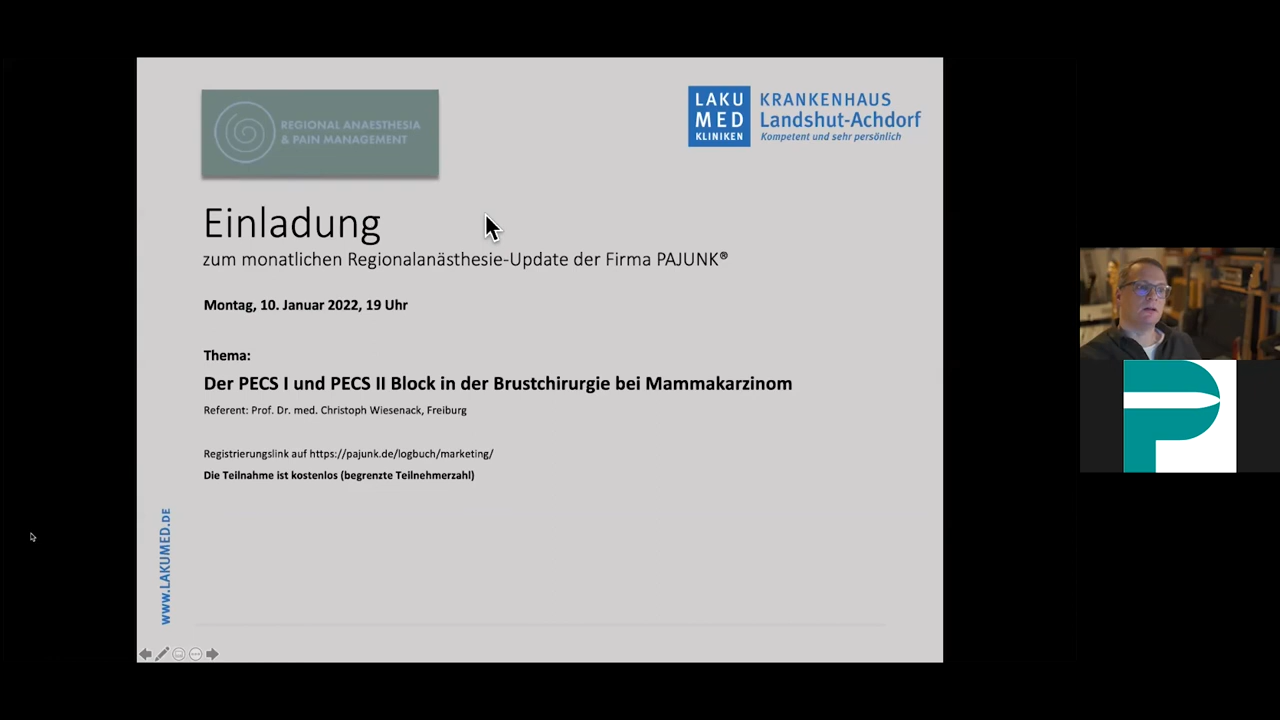 REGIONAL ANAESTHESIA
& PAIN MANAGEMENT
LAKU
MED
KLINIKEN
KRANKENHAUS
Landshut-Achdorf
Kompetent und sehr persönlich
Einladung
zum monatlichen Regionalanästhesie-Update der Firma PAJUNK®
Montag, 10. Januar 2022, 19 Uhr
Thema:
Der PECS I und PECS II Block in der Brustchirurgie bei Mammakarzinom
Referent: Prof. Dr. med. Christoph Wiesenack, Freiburg
Registrierungslink auf https://pajunk.de/logbuch/marketing/
Die Teilnahme ist kostenlos (begrenzte Teilnehmerzahl)
WWW.LAKUMED.DE